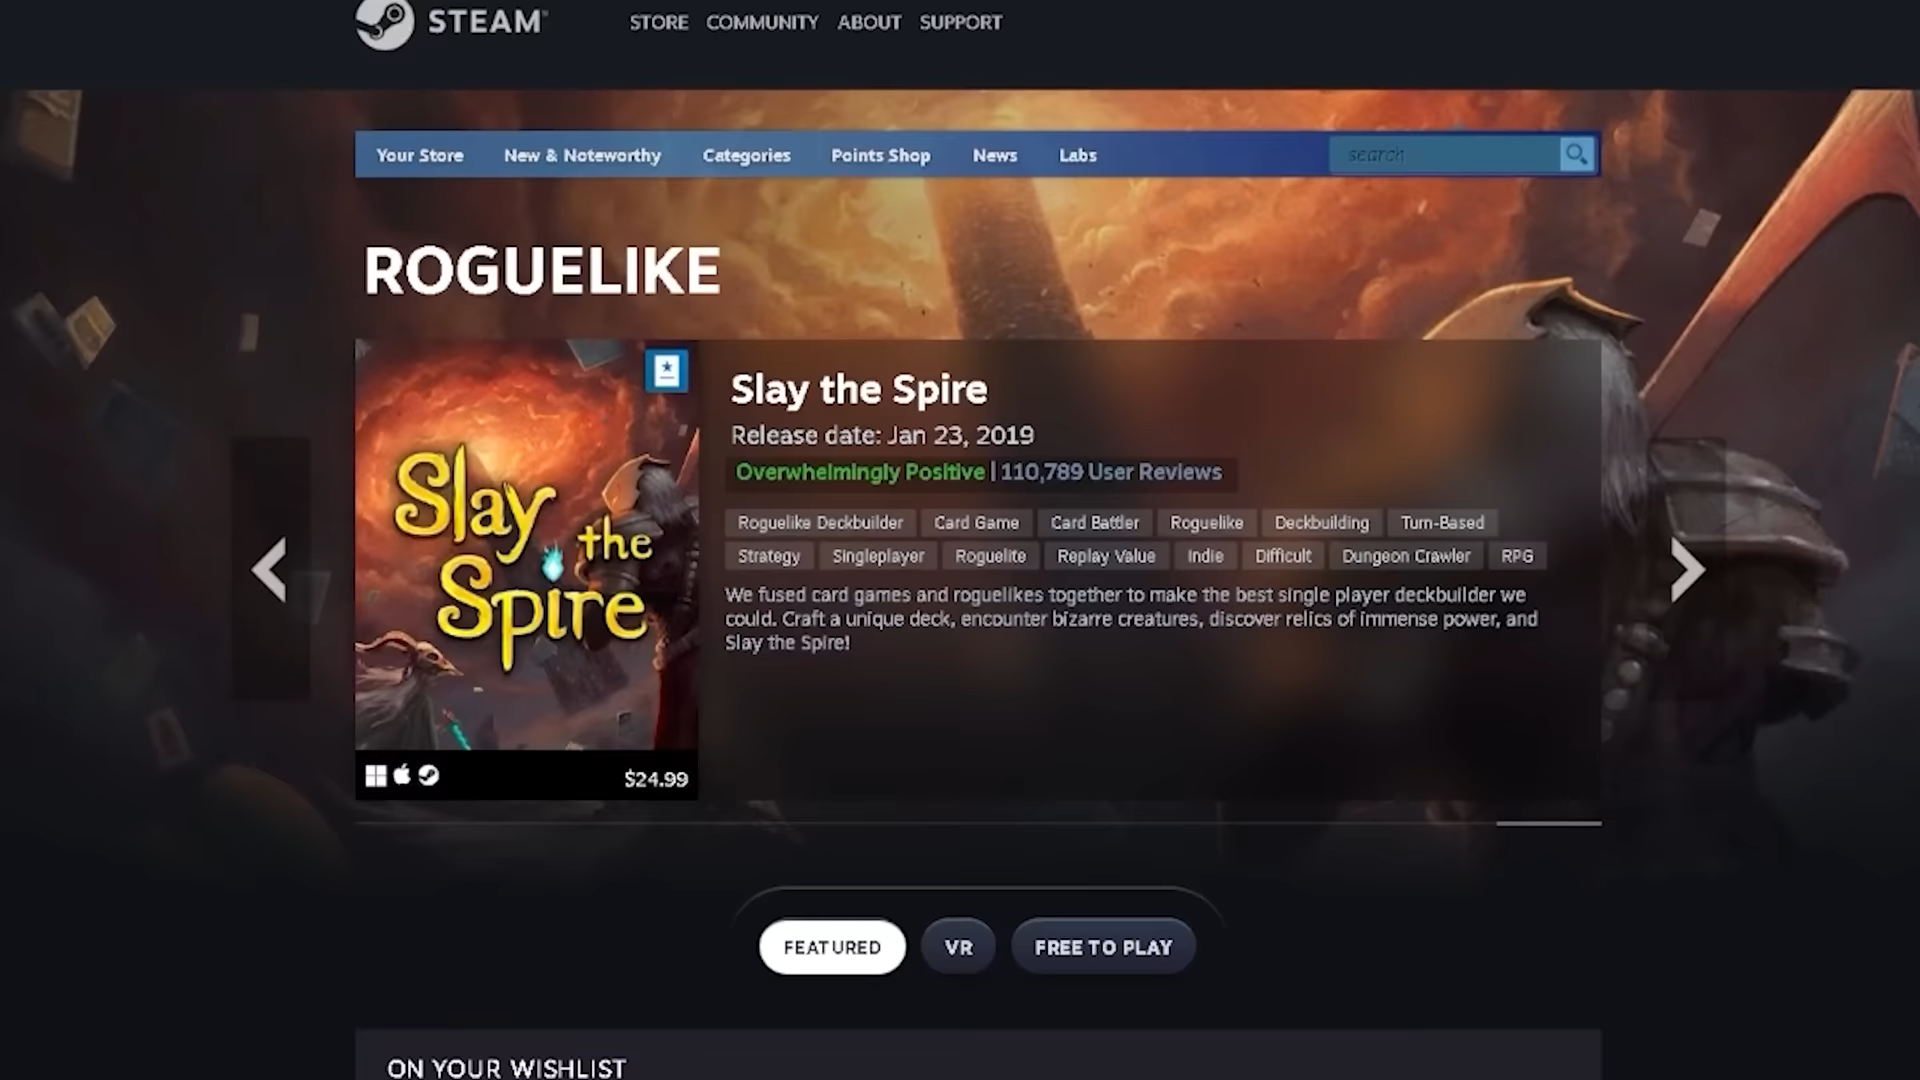 STEAM
STORE COMMUNITY ABOUT SUPPORT
Your Store New & Noteworthy Categories Points Shop News Labs search
ROGUELIKE
Slay the Spire
Slay the Spire
Release date: Jan 23, 2019
Overwhelmingly Positive | 110,789 User Reviews
Roguelike Deckbuilder Card Game Card Battler Roguelike Deckbuilding Turn-Based
Strategy Singleplayer Roguelite Replay Value Indie Difficult Dungeon Crawler RPG
We fused card games and roguelikes together to make the best single player deckbuilder we
could. Craft a unique deck, encounter bizarre creatures, discover relics of immense power, and
Slay the Spire!
$24.99
FEATURED VR FREE TO PLAY
ON YOUR WISHLIST